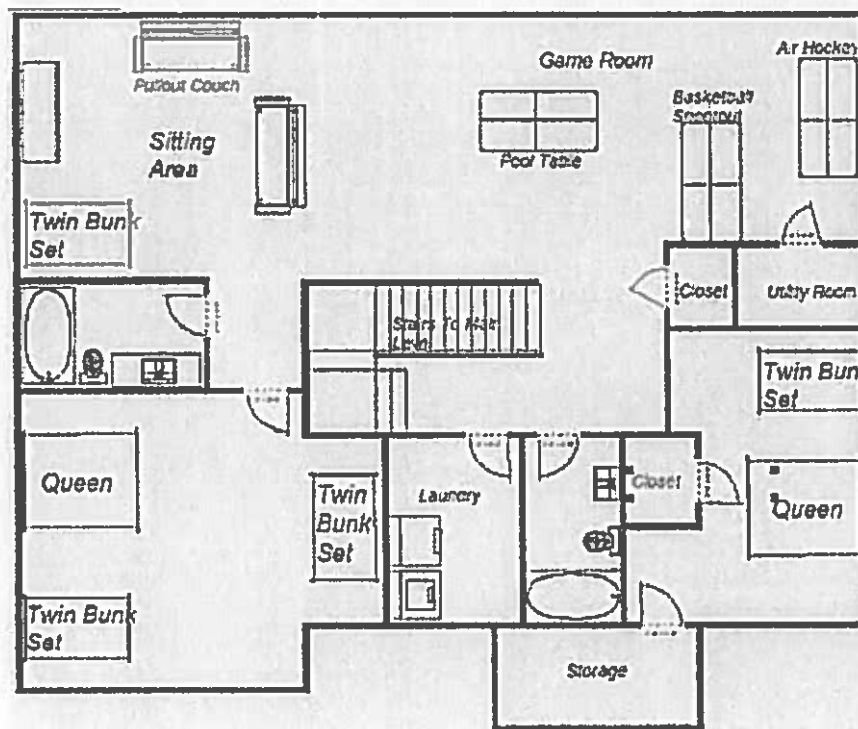 Pullout Couch
Game Room
Air Hockey
Basketball
Shootout
Pool Table
Sitting
Area
Twin Bunk
Set
Closet
Utility Room
Stairs To Main
Level
Twin Bun
Set
Queen
Twin
Bunk
Set
Laundry
Closet
Queen
Twin Bunk
Set
Storage